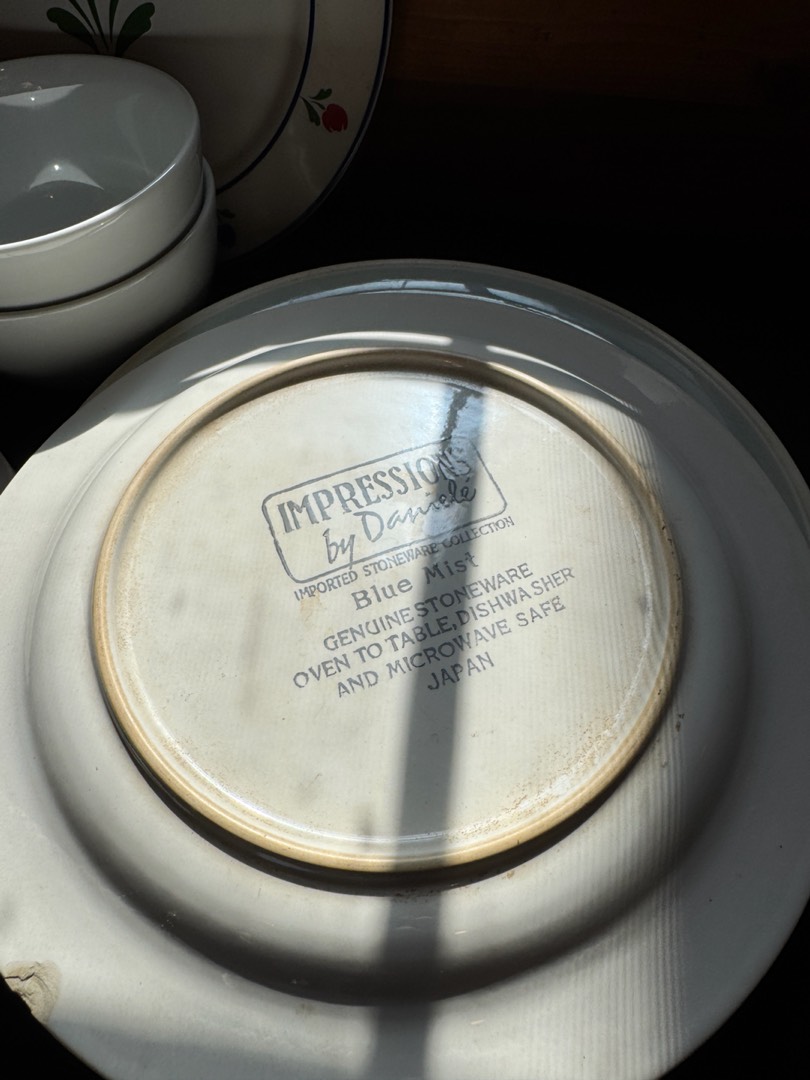 IMPRESSIONS
by Danielé
IMPORTED STONEWARE COLLECTION
Blue Mist
GENUINE STONEWARE
OVEN TO TABLE, DISHWASHER
AND MICROWAVE SAFE
JAPAN